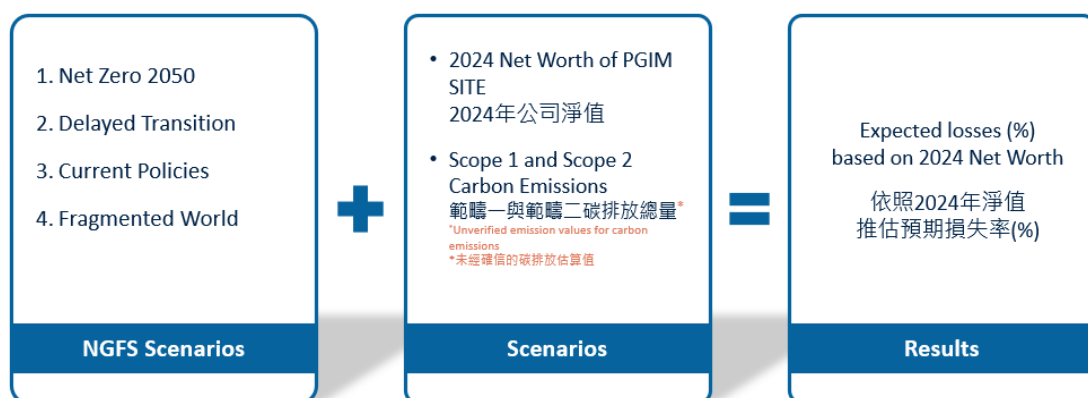 1. Net Zero 2050
2. Delayed Transition
3. Current Policies
4. Fragmented World
NGFS Scenarios
• 2024 Net Worth of PGIM
SITE
2024年公司淨值
• Scope 1 and Scope 2
Carbon Emissions
範疇一與範疇二碳排放總量*
*Unverified emission values for carbon
emissions
*未經確信的碳排放估算值
Scenarios
Expected losses (%)
based on 2024 Net Worth
依照2024年淨值
推估預期損失率(%)
Results